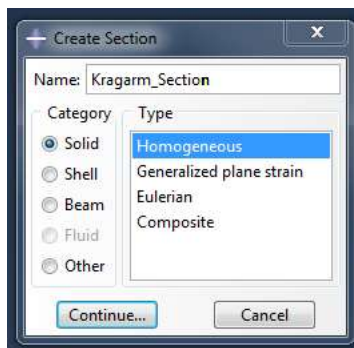 Create Section
X
Name: Kragarm_Section
Category Type
Solid
Shell
Beam
Fluid
Other
Homogeneous
Generalized plane strain
Eulerian
Composite
Continue... Cancel